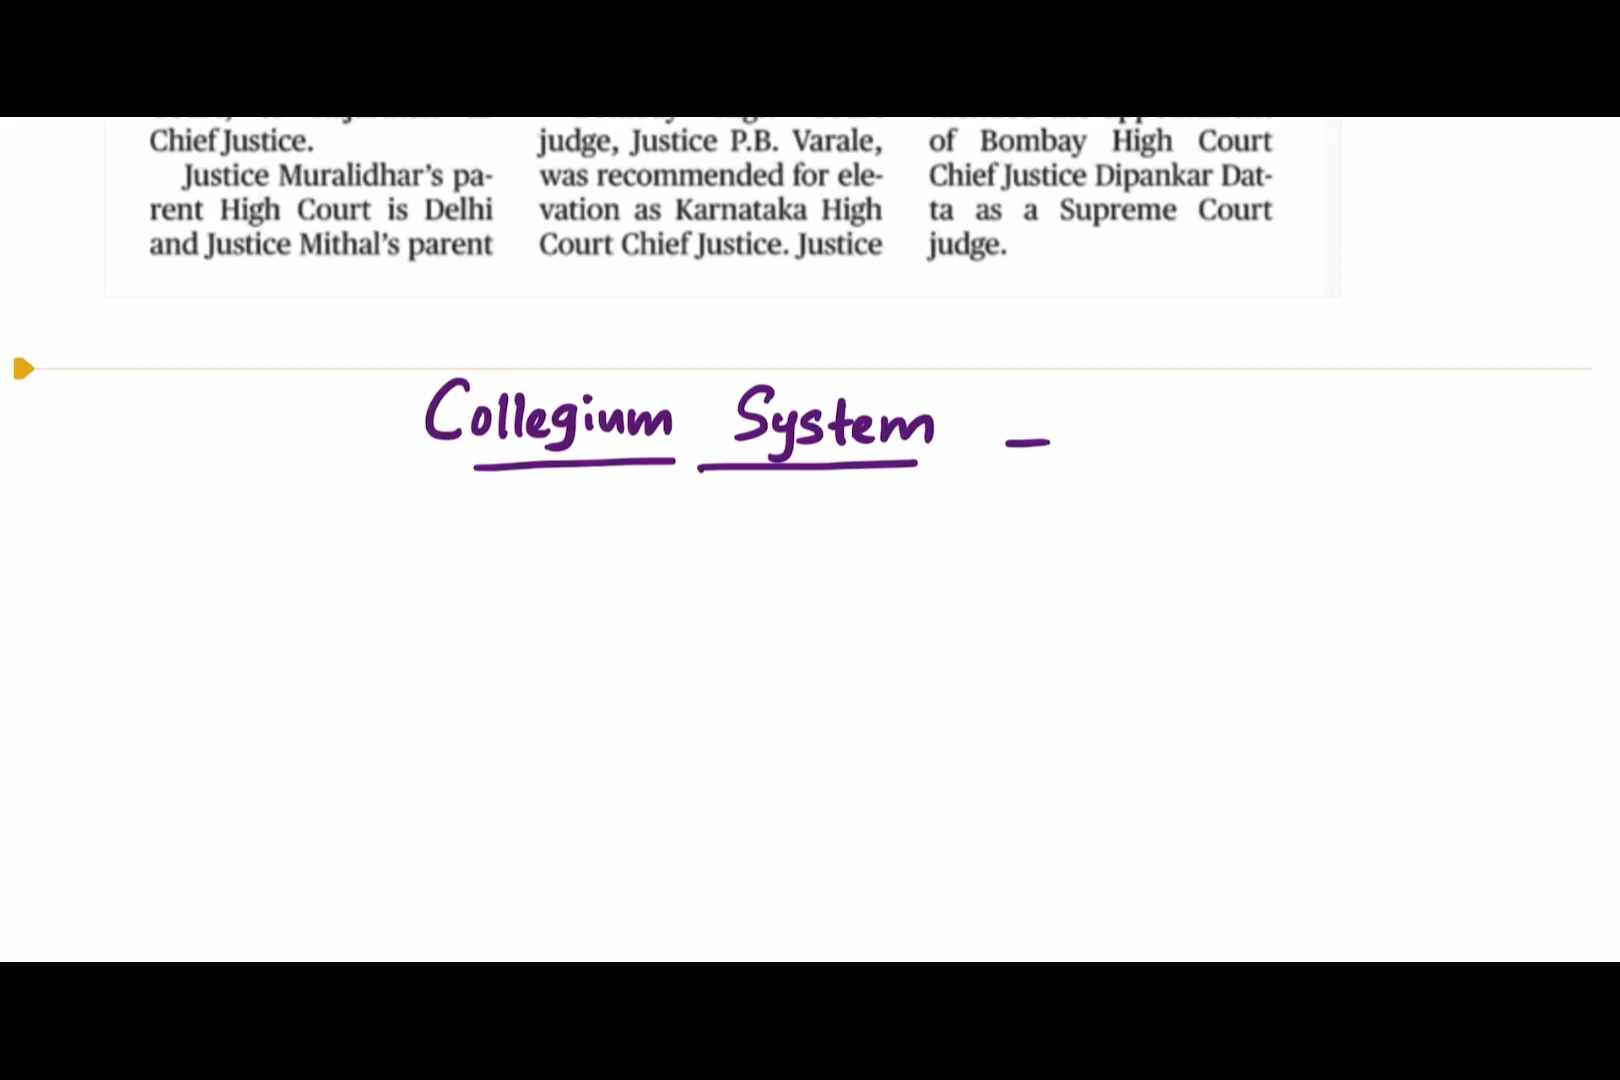 Chief Justice.
Justice Muralidhar's pa-
rent High Court is Delhi
and Justice Mithal's parent
judge, Justice P.B. Varale,
was recommended for ele-
vation as Karnataka High
Court Chief Justice. Justice
of Bombay High Court
Chief Justice Dipankar Dat-
ta as a Supreme Court
judge.
Collegium System –